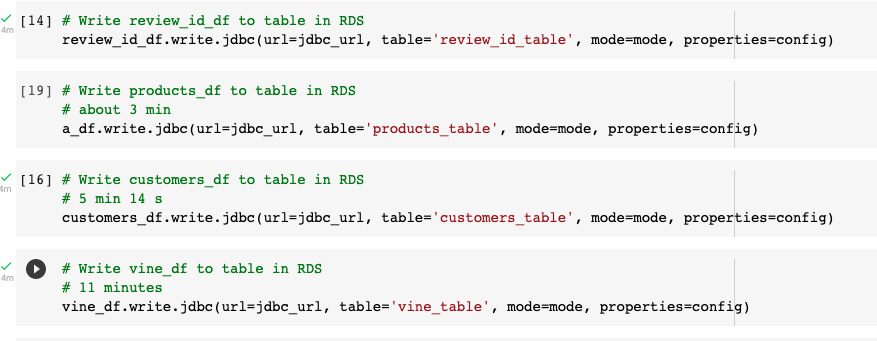 [14] # Write review_id_df to table in RDS
4m
review_id_df.write.jdbc(url=jdbc_url, table='review_id_table', mode=mode, properties=config)
[19] # Write products_df to table in RDS
# about 3 min
a_df.write.jdbc(url=jdbc_url, table='products_table', mode=mode, properties=config)
[16] # Write customers_df to table in RDS
4m
# 5 min 14 s
customers_df.write.jdbc(url=jdbc_url, table='customers_table', mode=mode, properties=config)
# Write vine_df to table in RDS
4m
# 11 minutes
vine_df.write.jdbc(url=jdbc_url, table='vine_table', mode=mode, properties=config)